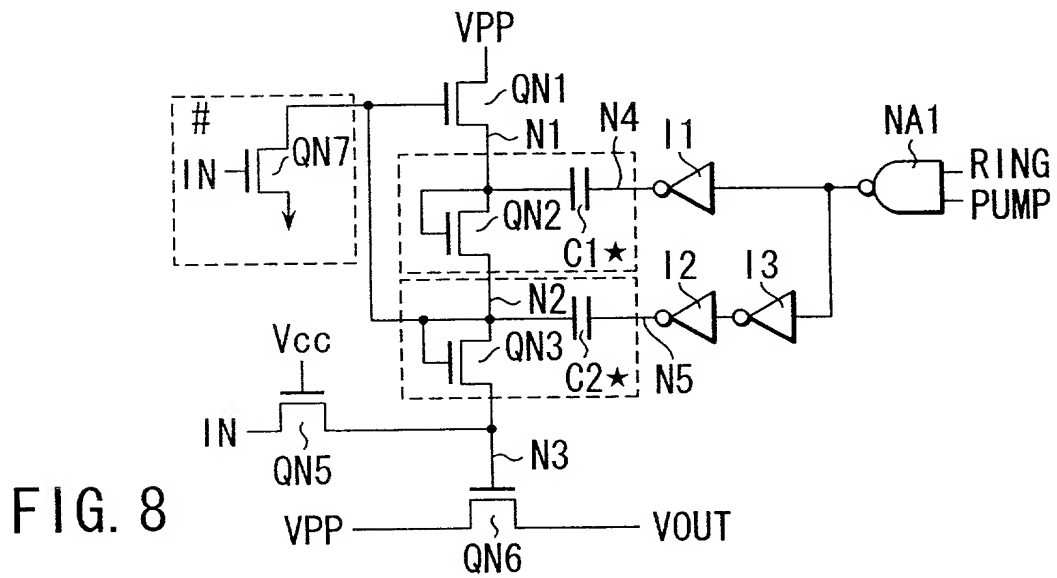 VPP
QN1
#
QN7
IN
N1
N4
I1
NA1
RING
PUMP
QN2
C1★
N2
I2
I3
QN3
C2★
N5
Vcc
IN
QN5
N3
FIG. 8
VPP
QN6
VOUT